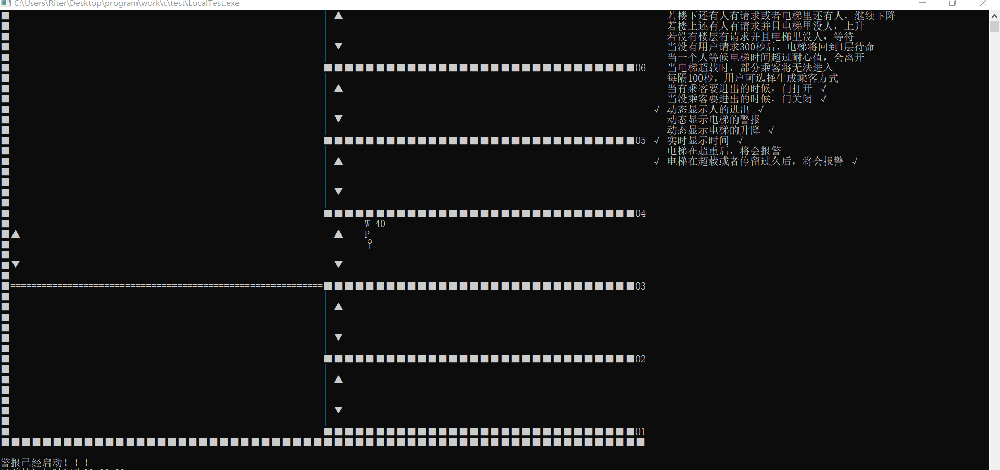 C:\Users\Riter\Desktop\program\work\c\test\LocalTest.exe
若楼下还有人有请求或者电梯里还有人，继续下降
若楼上还有人有请求并且电梯里没人，上升
若没有楼层有请求并且电梯里没人，等待
当没有用户请求300秒后，电梯将回到1层待命
当一个人等候电梯时间超过耐心值，会离开
06
当电梯超载时，部分乘客将无法进入
每隔100秒，用户可选择生成乘客方式
当有乘客要进出的时候，门打开 √
当没乘客要进出的时候，门关闭 √
√ 动态显示人的进出 √
动态显示电梯的警报
动态显示电梯的升降 √
05
√ 实时显示时间 √
电梯在超重后，将会报警
√ 电梯在超载或者停留过久后，将会报警 √
04
W 40
P
03
02
01
警报已经启动！！！